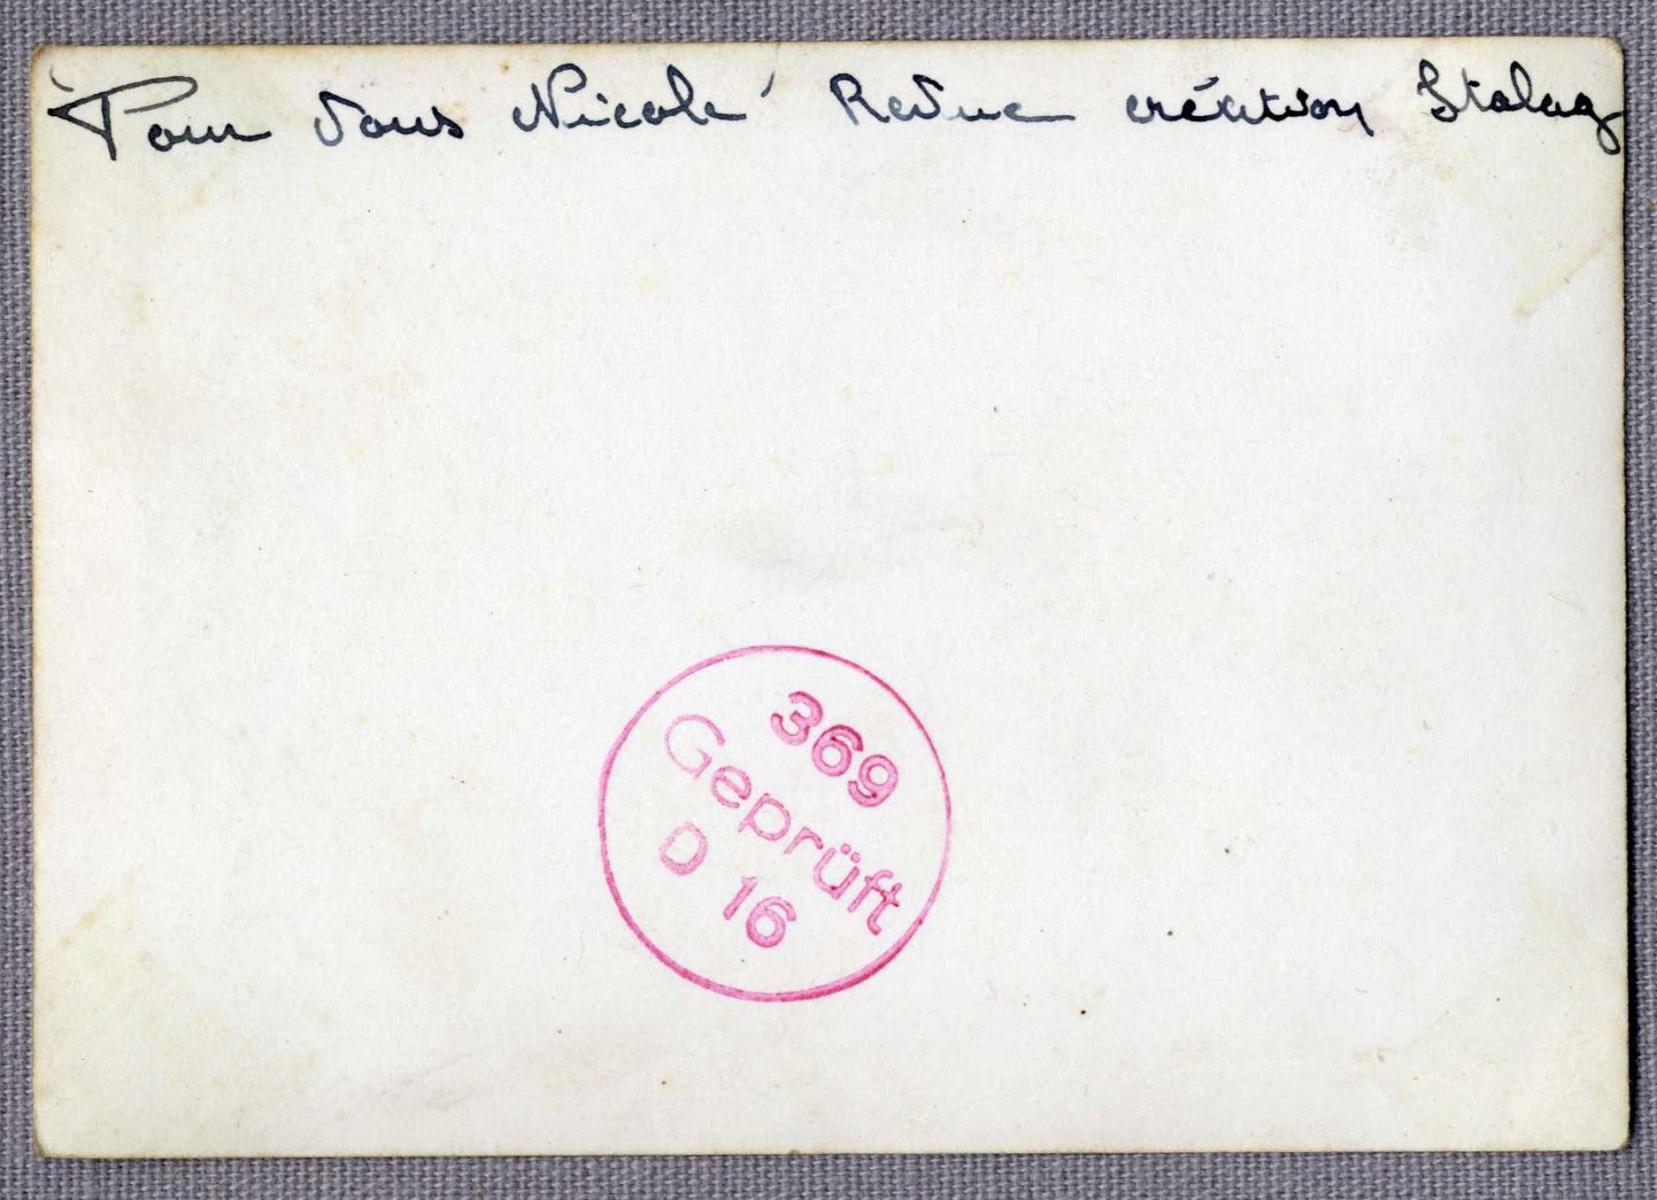 Pour Vous Nicole Revue création Stalag
369
Geprüft
D 16